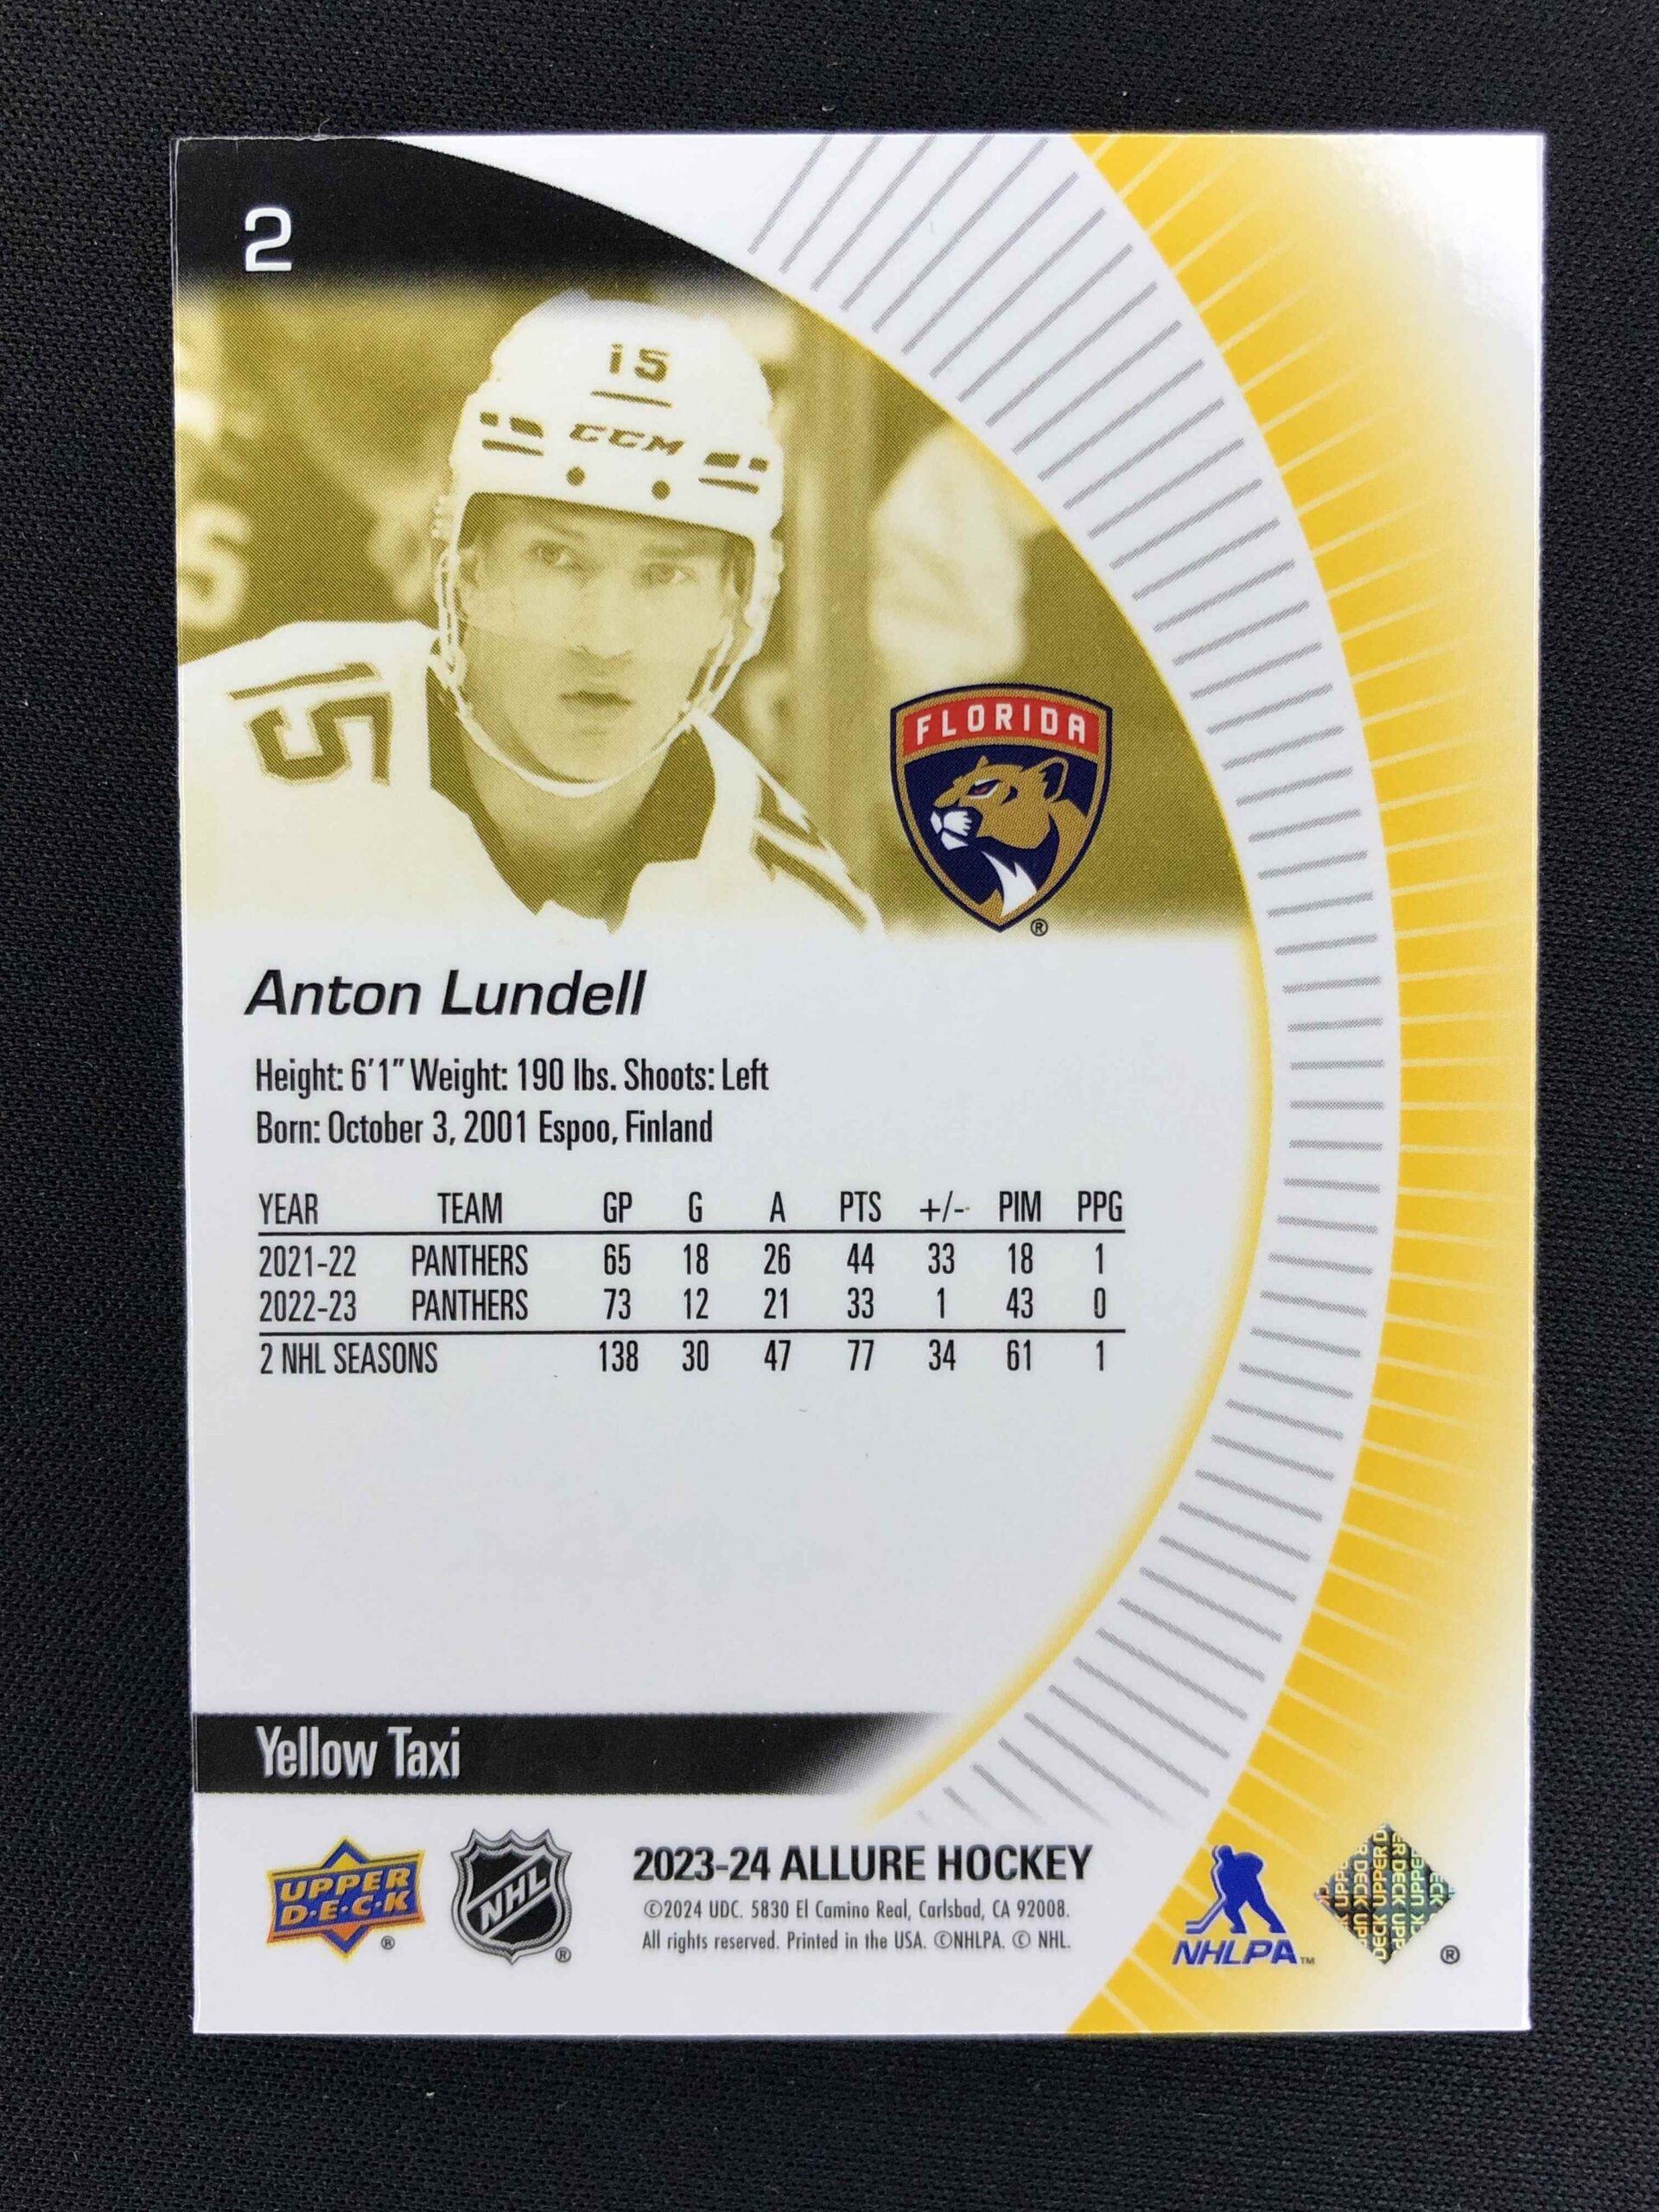 2
15
CCM
15
1
FLORIDA
®
Anton Lundell
Height: 6'1" Weight: 190 lbs. Shoots: Left
Born: October 3, 2001 Espoo, Finland
YEAR TEAM GP G A PTS +/- PIM PPG
2021-22 PANTHERS 65 18 26 44 33 18 1
2022-23 PANTHERS 73 12 21 33 1 43 0
2 NHL SEASONS 138 30 47 77 34 61 1
Yellow Taxi
UPPER
D·E·C·K
®
NHL
®
2023-24 ALLURE HOCKEY
©2024 UDC. 5830 El Camino Real, Carlsbad, CA 92008.
All rights reserved. Printed in the USA. ©NHLPA. © NHL.
NHLPA™
DECK UPPER D
®